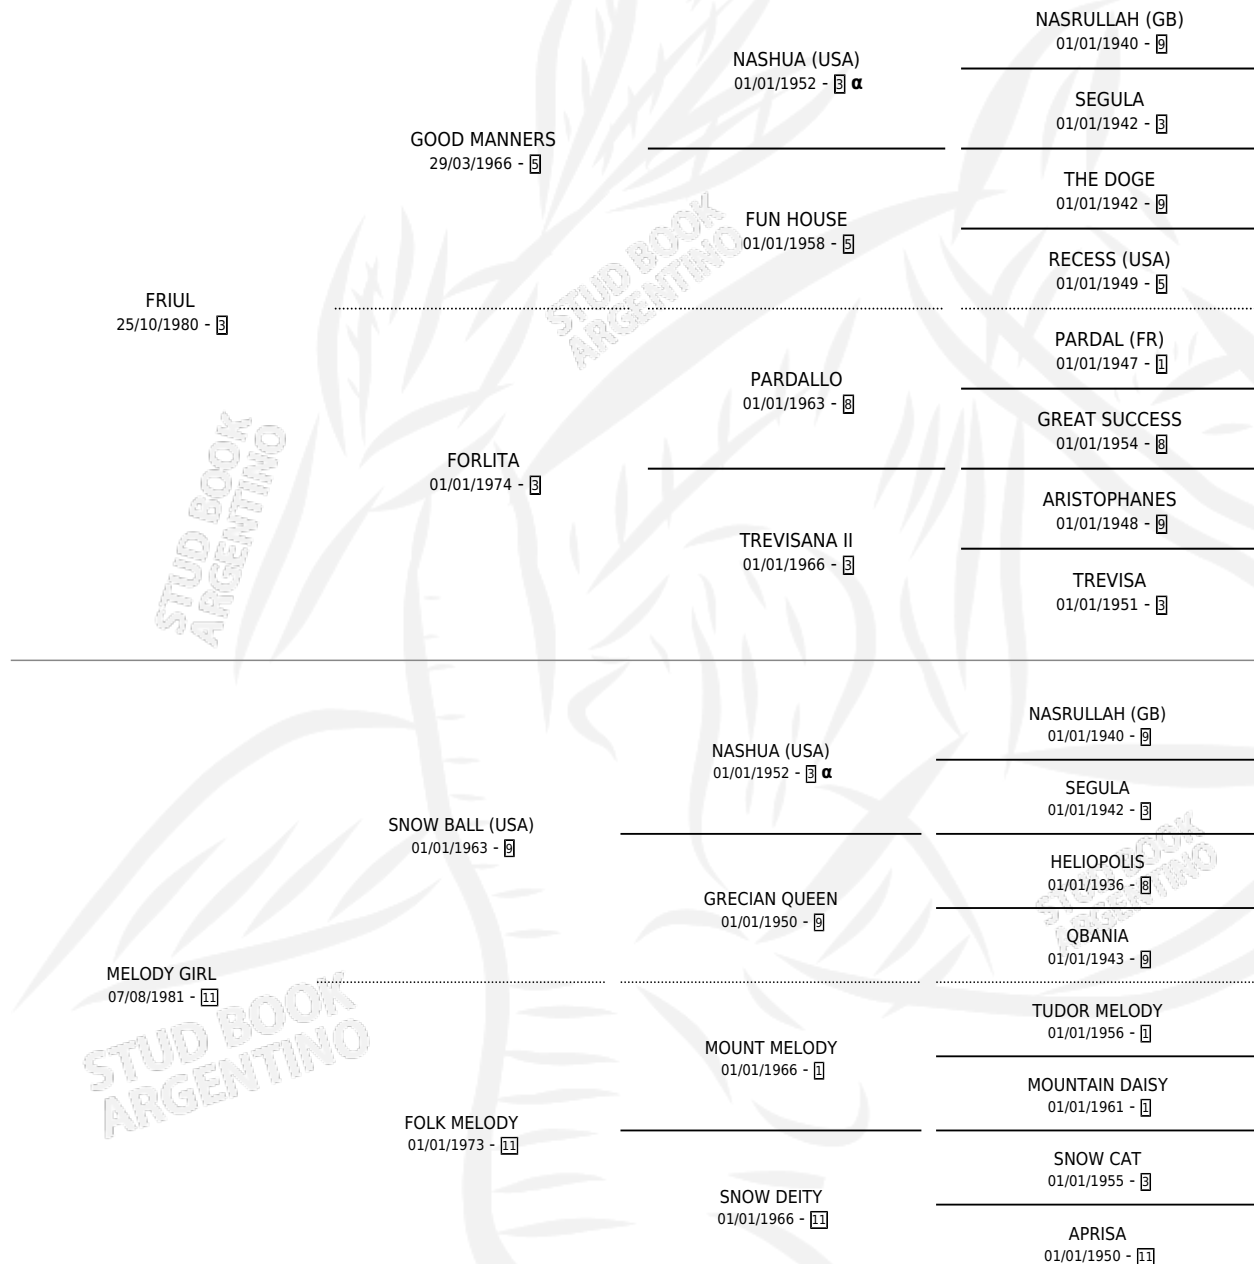 NASRULLAH (GB)
01/01/1940 - 9
NASHUA (USA)
01/01/1952 - 3 α
SEGULA
01/01/1942 - 3
GOOD MANNERS
29/03/1966 - 5
THE DOGE
01/01/1942 - 9
FUN HOUSE
01/01/1958 - 5
RECESS (USA)
01/01/1949 - 5
FRIUL
25/10/1980 - 3
PARDAL (FR)
01/01/1947 - 1
PARDALLO
01/01/1963 - 8
GREAT SUCCESS
01/01/1954 - 8
FORLITA
01/01/1974 - 3
ARISTOPHANES
01/01/1948 - 9
TREVISANA II
01/01/1966 - 3
TREVISA
01/01/1951 - 3
NASRULLAH (GB)
01/01/1940 - 9
NASHUA (USA)
01/01/1952 - 3 α
SEGULA
01/01/1942 - 3
SNOW BALL (USA)
01/01/1963 - 9
HELIOPOLIS
01/01/1936 - 8
GRECIAN QUEEN
01/01/1950 - 9
QBANIA
01/01/1943 - 9
MELODY GIRL
07/08/1981 - 11
TUDOR MELODY
01/01/1956 - 1
MOUNT MELODY
01/01/1966 - 1
MOUNTAIN DAISY
01/01/1961 - 1
FOLK MELODY
01/01/1973 - 11
SNOW CAT
01/01/1955 - 3
SNOW DEITY
01/01/1966 - 11
APRISA
01/01/1950 - 11
STUD BOOK
ARGENTINO
STUD BOOK
ARGENTINO
STUD BOOK
ARGENTINO
STUD BOOK
ARGENTINO